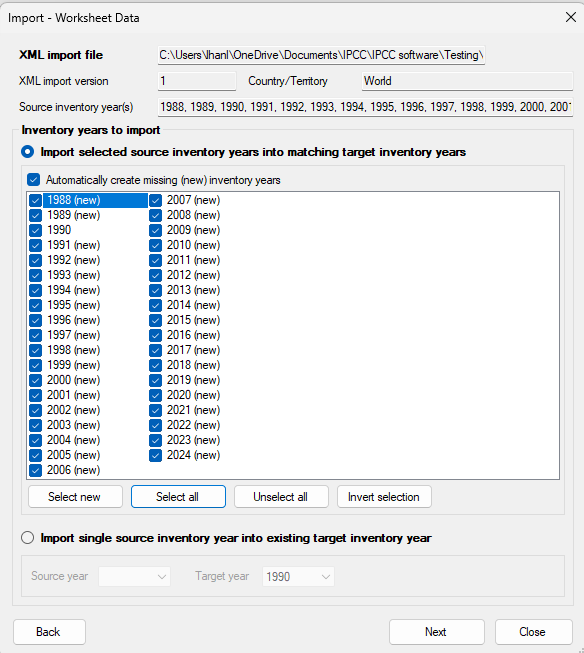 Import - Worksheet Data
XML import file C:\Users\lhanl\OneDrive\Documents\IPCC\IPCC software\Testing\
XML import version 1 Country/Territory World
Source inventory year(s) 1988, 1989, 1990, 1991, 1992, 1993, 1994, 1995, 1996, 1997, 1998, 1999, 2000, 2001
Inventory years to import
Import selected source inventory years into matching target inventory years
Automatically create missing (new) inventory years
1988 (new) 2007 (new)
1989 (new) 2008 (new)
1990 2009 (new)
1991 (new) 2010 (new)
1992 (new) 2011 (new)
1993 (new) 2012 (new)
1994 (new) 2013 (new)
1995 (new) 2014 (new)
1996 (new) 2015 (new)
1997 (new) 2016 (new)
1998 (new) 2017 (new)
1999 (new) 2018 (new)
2000 (new) 2019 (new)
2001 (new) 2020 (new)
2002 (new) 2021 (new)
2003 (new) 2022 (new)
2004 (new) 2023 (new)
2005 (new) 2024 (new)
2006 (new)
Select new Select all Unselect all Invert selection
Import single source inventory year into existing target inventory year
Source year Target year 1990
Back Next Close